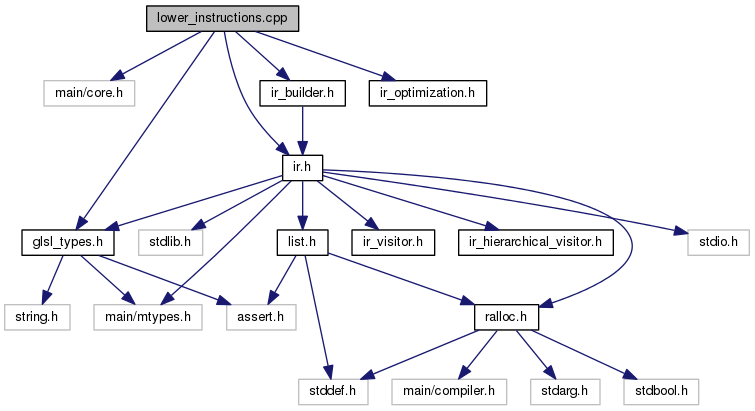 lower_instructions.cpp
main/core.h
ir_builder.h
ir_optimization.h
ir.h
glsl_types.h
stdlib.h
list.h
ir_visitor.h
ir_hierarchical_visitor.h
stdio.h
string.h
main/mtypes.h
assert.h
ralloc.h
stddef.h
main/compiler.h
stdarg.h
stdbool.h